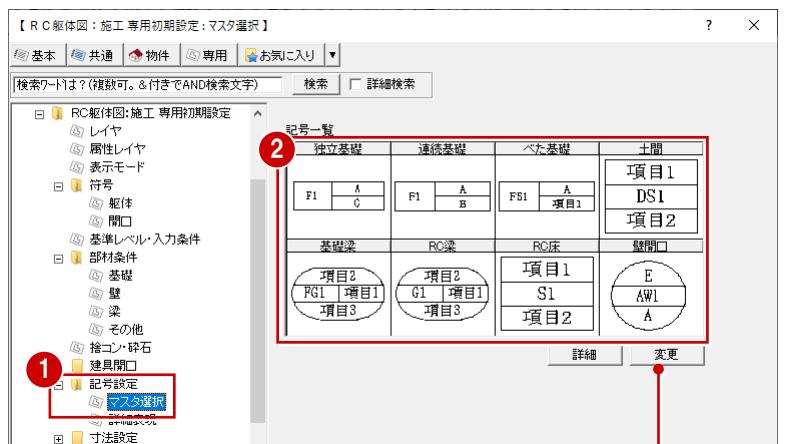 【 ＲＣ躯体図：施工 専用初期設定：マスタ選択 】
基本 共通 物件 専用 お気に入り
検索ワードは？(複数可。＆付きでAND検索文字) 検索 詳細検索
RC躯体図:施工 専用初期設定
レイヤ
属性レイヤ
表示モード
符号
躯体
開口
基準レベル・入力条件
部材条件
基礎
壁
梁
その他
捨コン・砕石
建具開口
1
記号設定
マスタ選択
詳細表現
寸法設定
記号一覧
2
独立基礎 連続基礎 べた基礎 土間
F1 A C
F1 A B
FS1 A 項目1
項目1
DS1
項目2
基礎梁 RC梁 RC床 壁開口
項目2
FG1 項目1
項目3
項目2
G1 項目1
項目3
項目1
S1
項目2
E
AW1
A
詳細 変更